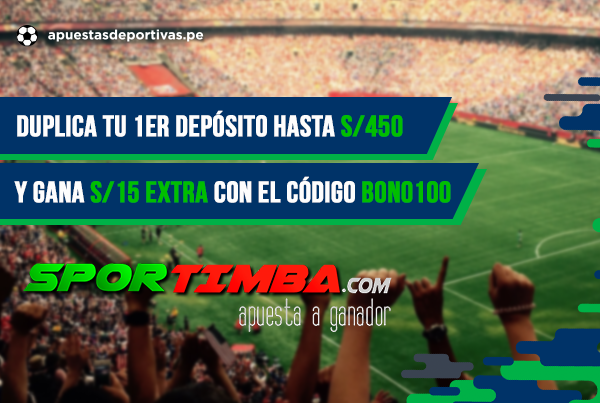 apuestasdeportivas.pe
DUPLICA TU 1ER DEPÓSITO HASTA S/450
Y GANA S/15 EXTRA CON EL CÓDIGO BONO100
SPORTIMBA.COM
apuesta a ganador